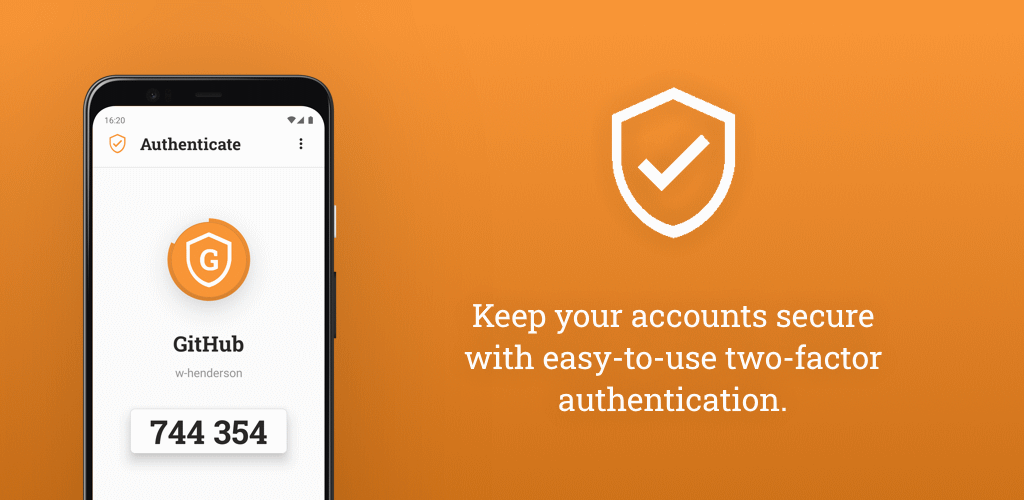 16:20
Authenticate
G
GitHub
w-henderson
744 354
Keep your accounts secure
with easy-to-use two-factor
authentication.